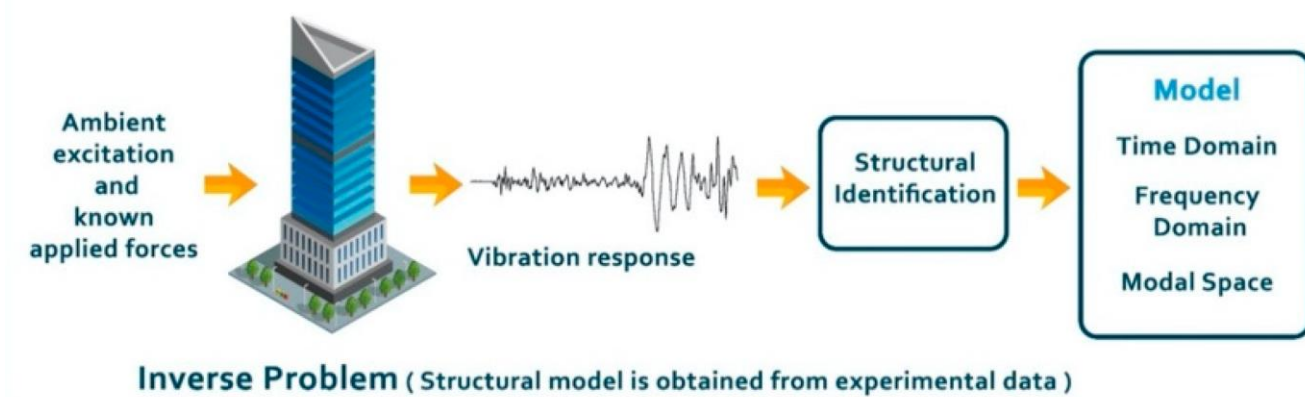 Ambient
excitation
and
known
applied forces
Vibration response
Structural
Identification
Model
Time Domain
Frequency
Domain
Modal Space
Inverse Problem ( Structural model is obtained from experimental data )